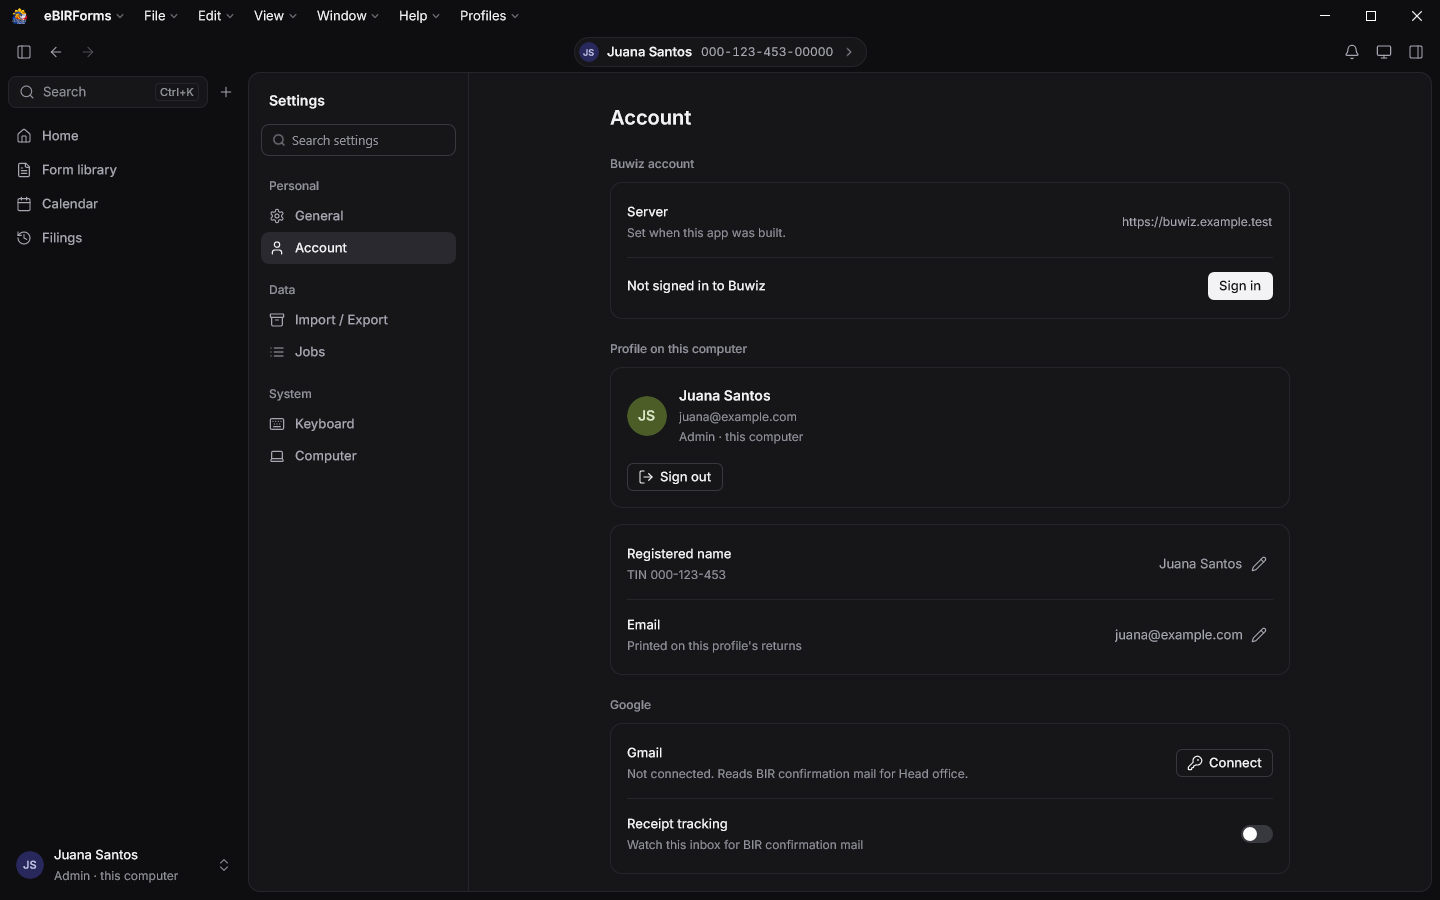 eBIRForms File Edit View Window Help Profiles
JS Juana Santos 000-123-453-00000
Search Ctrl+K
Home
Form library
Calendar
Filings
JS Juana Santos
Admin · this computer
Settings
Search settings
Personal
General
Account
Data
Import / Export
Jobs
System
Keyboard
Computer
Account
Buwiz account
Server
Set when this app was built.
https://buwiz.example.test
Not signed in to Buwiz
Sign in
Profile on this computer
JS
Juana Santos
juana@example.com
Admin · this computer
Sign out
Registered name
TIN 000-123-453
Juana Santos
Email
Printed on this profile's returns
juana@example.com
Google
Gmail
Not connected. Reads BIR confirmation mail for Head office.
Connect
Receipt tracking
Watch this inbox for BIR confirmation mail